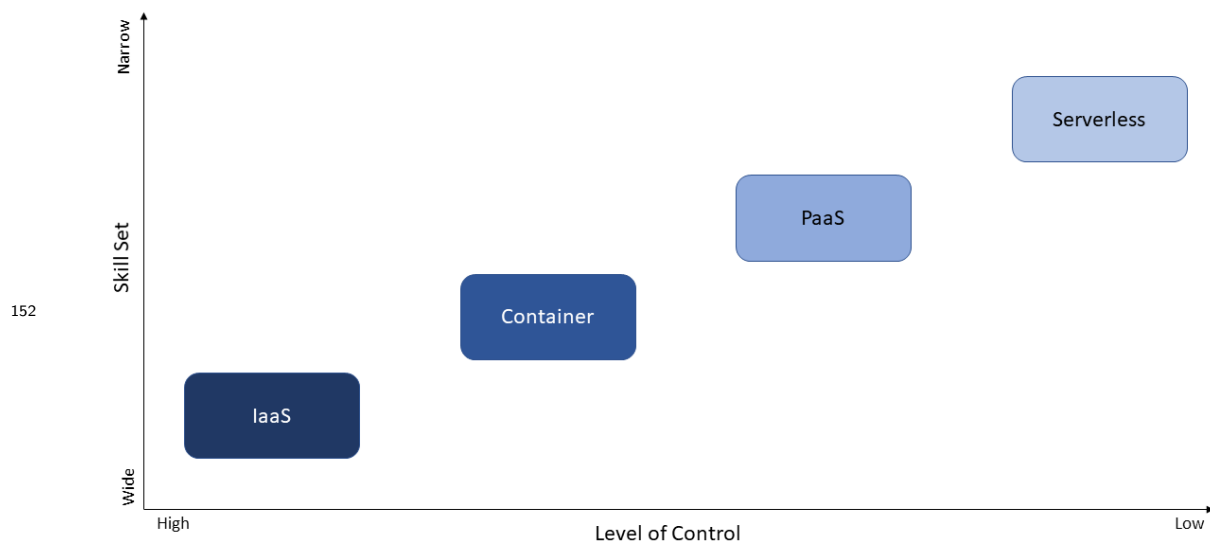 Narrow
Serverless
PaaS
Skill Set
152
Container
IaaS
Wide
High
Low
Level of Control